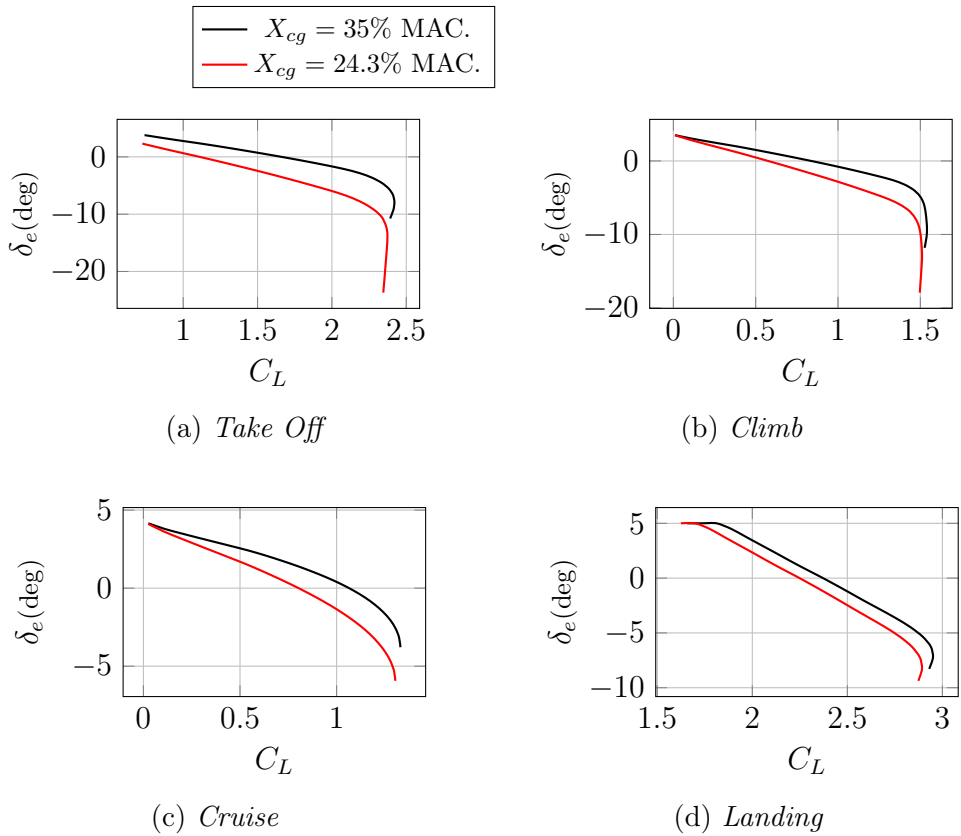 X_cg = 35% MAC.
X_cg = 24.3% MAC.
0
−10
−20
δ_e(deg)
1 1.5 2 2.5
C_L
(a) Take Off
0
−10
−20
δ_e(deg)
0 0.5 1 1.5
C_L
(b) Climb
5
0
−5
δ_e(deg)
0 0.5 1
C_L
(c) Cruise
5
0
−5
−10
δ_e(deg)
1.5 2 2.5 3
C_L
(d) Landing